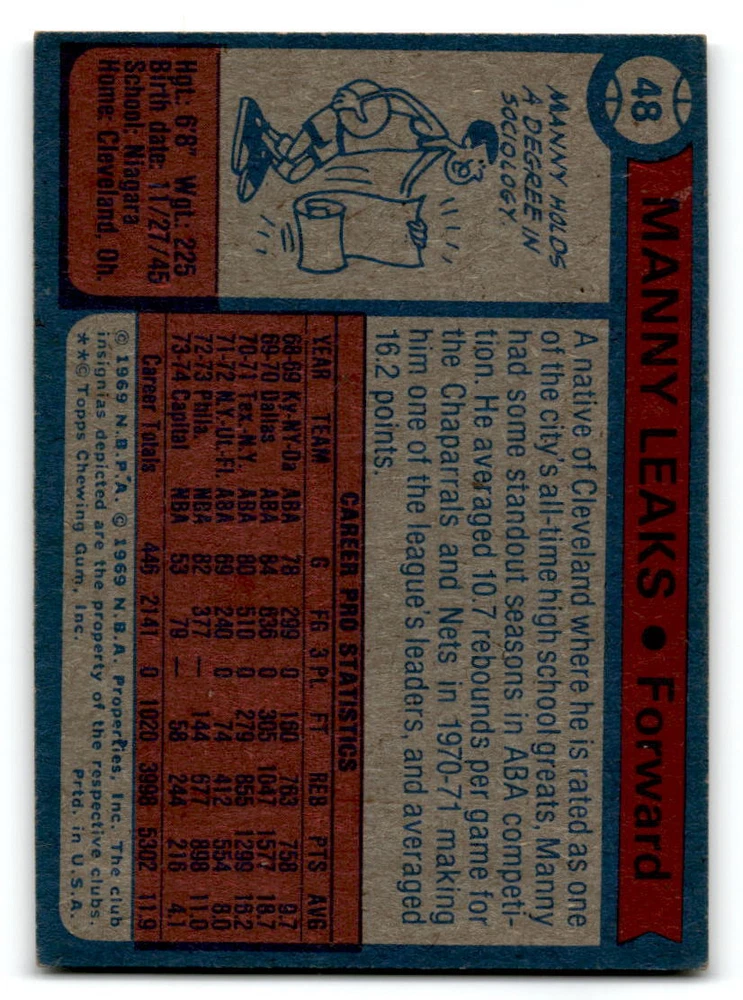 48
MANNY LEAKS • Forward
MANNY HOLDS
A DEGREE IN
SOCIOLOGY.
Hgt.: 6'8" Wgt.: 225
Birth date: 11/27/45
School: Niagara
Home: Cleveland, Oh.
A native of Cleveland where he is rated as one
of the city's all-time high school greats, Manny
had some standout seasons in ABA competi-
tion. He averaged 10.7 rebounds per game for
the Chaparrals and Nets in 1970-71 making
him one of the league's leaders, and averaged
16.2 points.
CAREER PRO STATISTICS
YEAR TEAM G FG 3 Pl. FT REB PTS AVG
68-69 Ky-NY-Da ABA 78 299 0 160 763 758 9.7
69-70 Dallas ABA 84 636 0 305 1047 1577 18.7
70-71 Tex-N.Y. ABA 80 510 0 279 855 1299 16.2
71-72 N.Y.-Ut-Fl. ABA 69 240 0 74 412 554 8.0
72-73 Phila. NBA 82 377 — 144 677 898 11.0
73-74 Capital NBA 53 79 — 58 244 216 4.1
Career Totals 446 2141 0 1020 3998 5302 11.9
© 1969 N.B.P.A. © 1969 N.B.A. Properties, Inc. The club
insignias depicted are the property of the respective clubs.
**© Topps Chewing Gum, Inc. Prtd. in U.S.A.